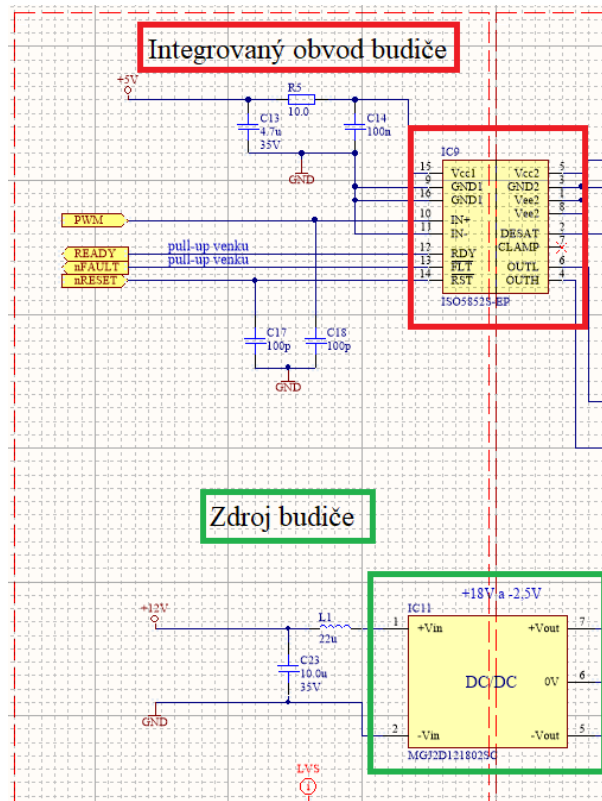 Integrovaný obvod budiče
+5V
R5
10.0
C13
4.7u
35V
C14
100n
GND
IC9
15 Vcc1 Vcc2 5
9 GND1 GND2 3
16 GND1 Vee2 1
Vee2 8
PWM
10 IN+
11 IN- DESAT 2
CLAMP 7
READY pull-up venku 12 RDY
nFAULT pull-up venku 13 FLT OUTL 6
nRESET 14 RST OUTH 4
ISO5852S-EP
C17
100p
C18
100p
GND
Zdroj budiče
+18V a -2,5V
+12V
L1
22u
IC11
1 +Vin +Vout 7
C23
10.0u
35V
DC/DC 0V 6
GND
2 -Vin -Vout 5
MGJ2D121802SC
LVS